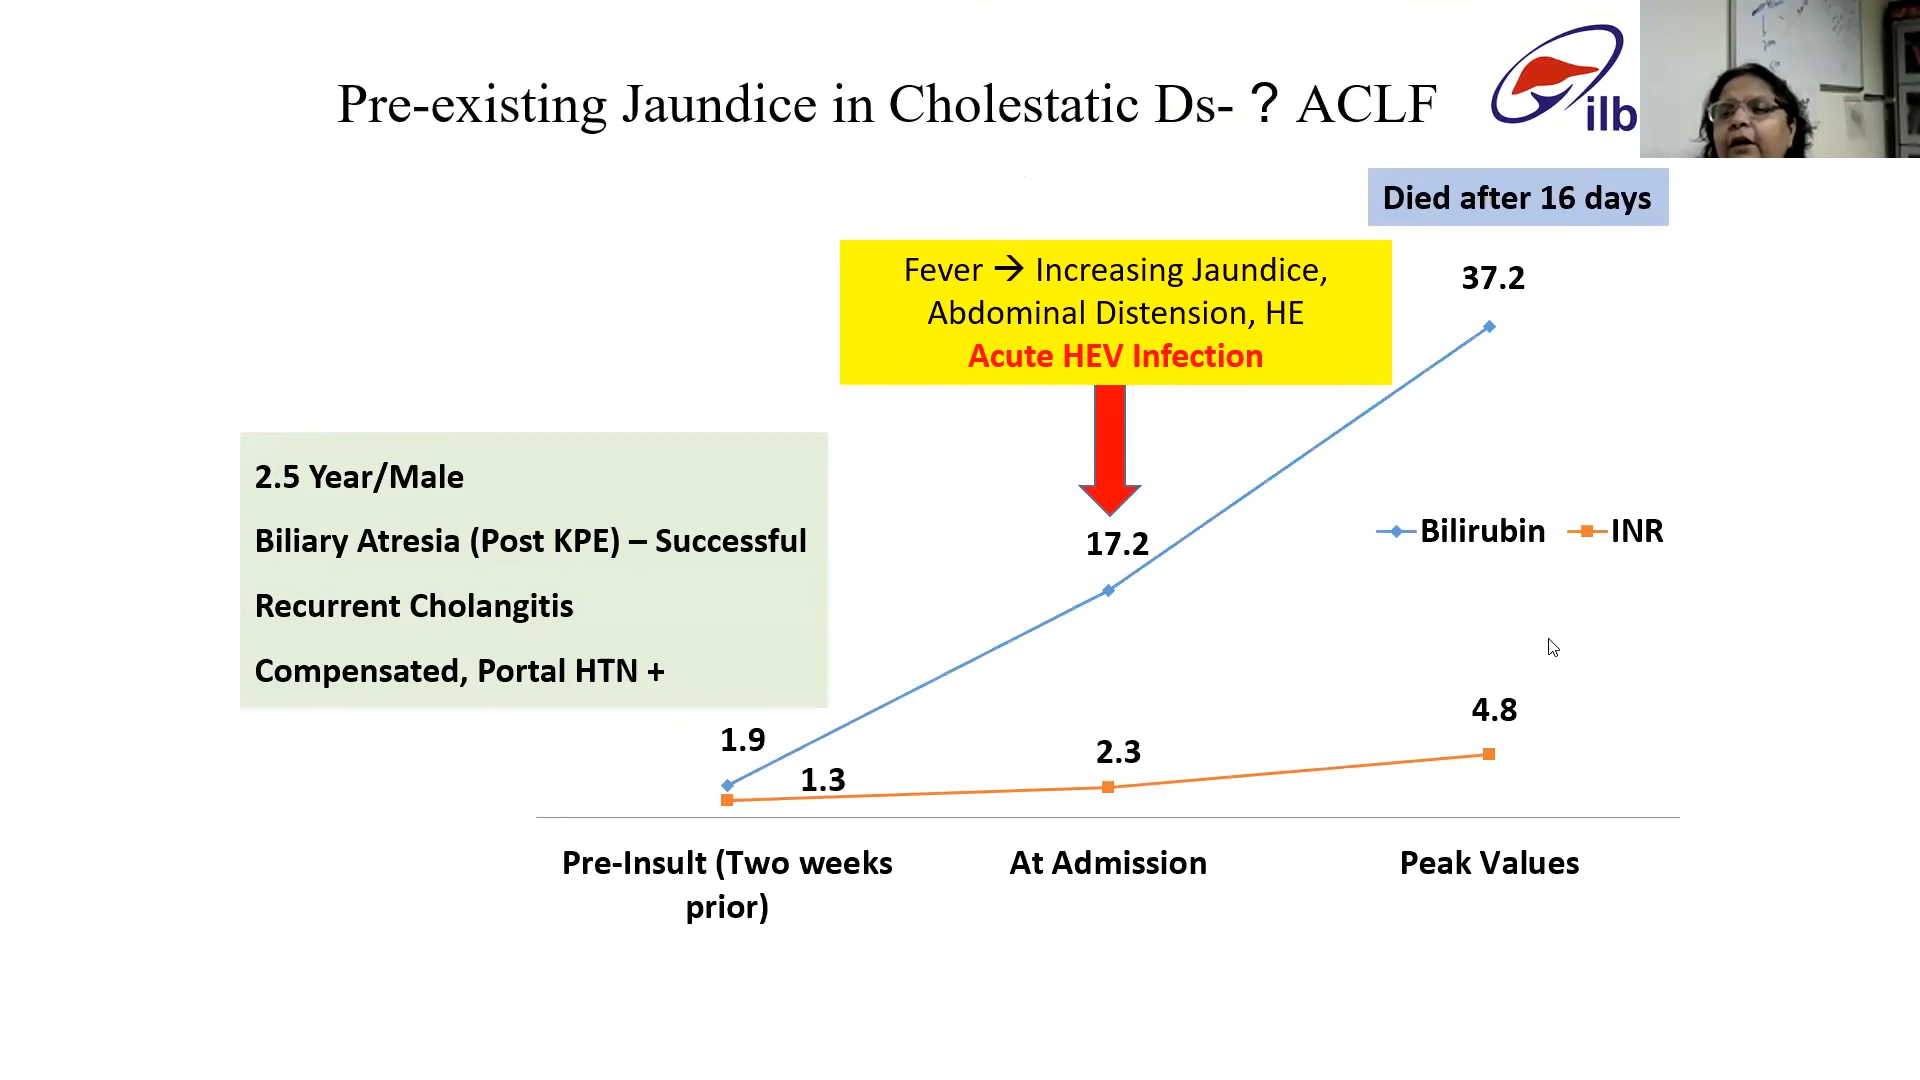 Pre-existing Jaundice in Cholestatic Ds- ? ACLF
ilb
Died after 16 days
Fever → Increasing Jaundice,
Abdominal Distension, HE
Acute HEV Infection
37.2
2.5 Year/Male
Biliary Atresia (Post KPE) – Successful
Recurrent Cholangitis
Compensated, Portal HTN +
17.2
Bilirubin INR
1.9
1.3
2.3
4.8
Pre-Insult (Two weeks
prior)
At Admission
Peak Values